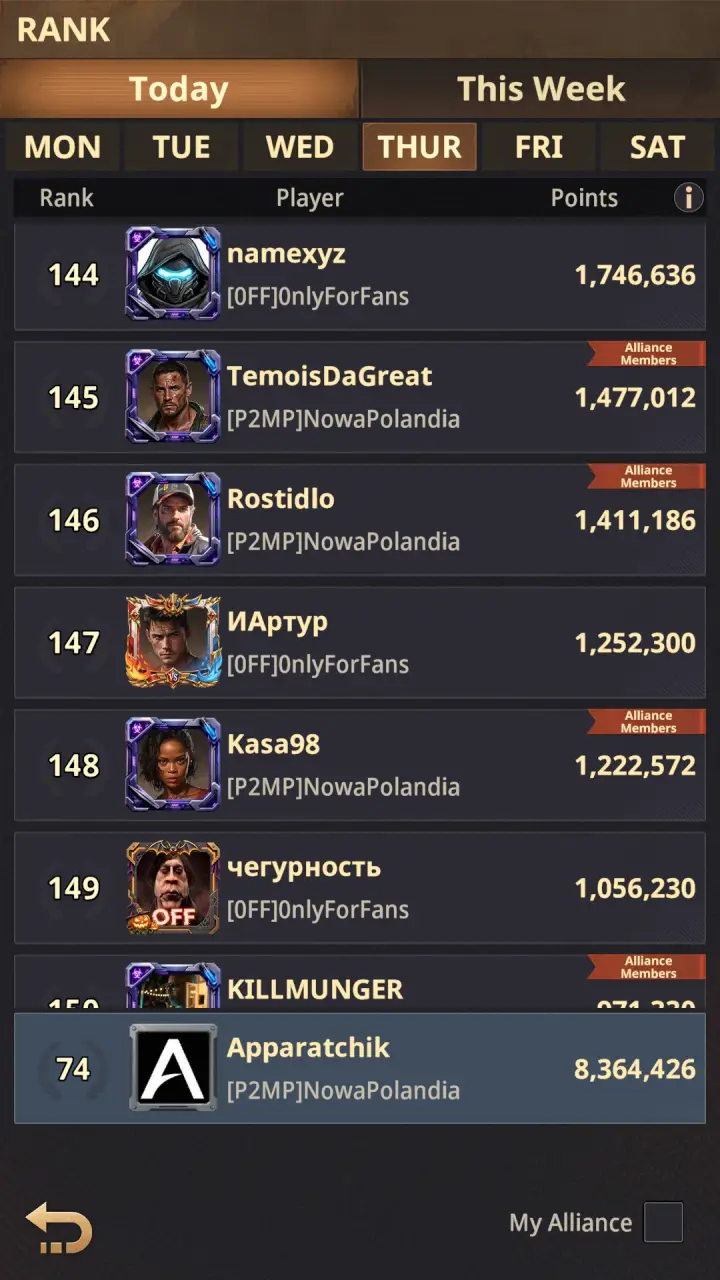 RANK
Today
This Week
MON
TUE
WED
THUR
FRI
SAT
Rank
Player
Points
144
namexyz
[0FF]0nlyForFans
1,746,636
Alliance
Members
145
TemoisDaGreat
[P2MP]NowaPolandia
1,477,012
Alliance
Members
146
Rostidlo
[P2MP]NowaPolandia
1,411,186
147
ИАртур
[0FF]0nlyForFans
1,252,300
VS
Alliance
Members
148
Kasa98
[P2MP]NowaPolandia
1,222,572
149
чегурность
[0FF]0nlyForFans
1,056,230
OFF
Alliance
Members
150
KILLMUNGER
74
Apparatchik
[P2MP]NowaPolandia
8,364,426
My Alliance